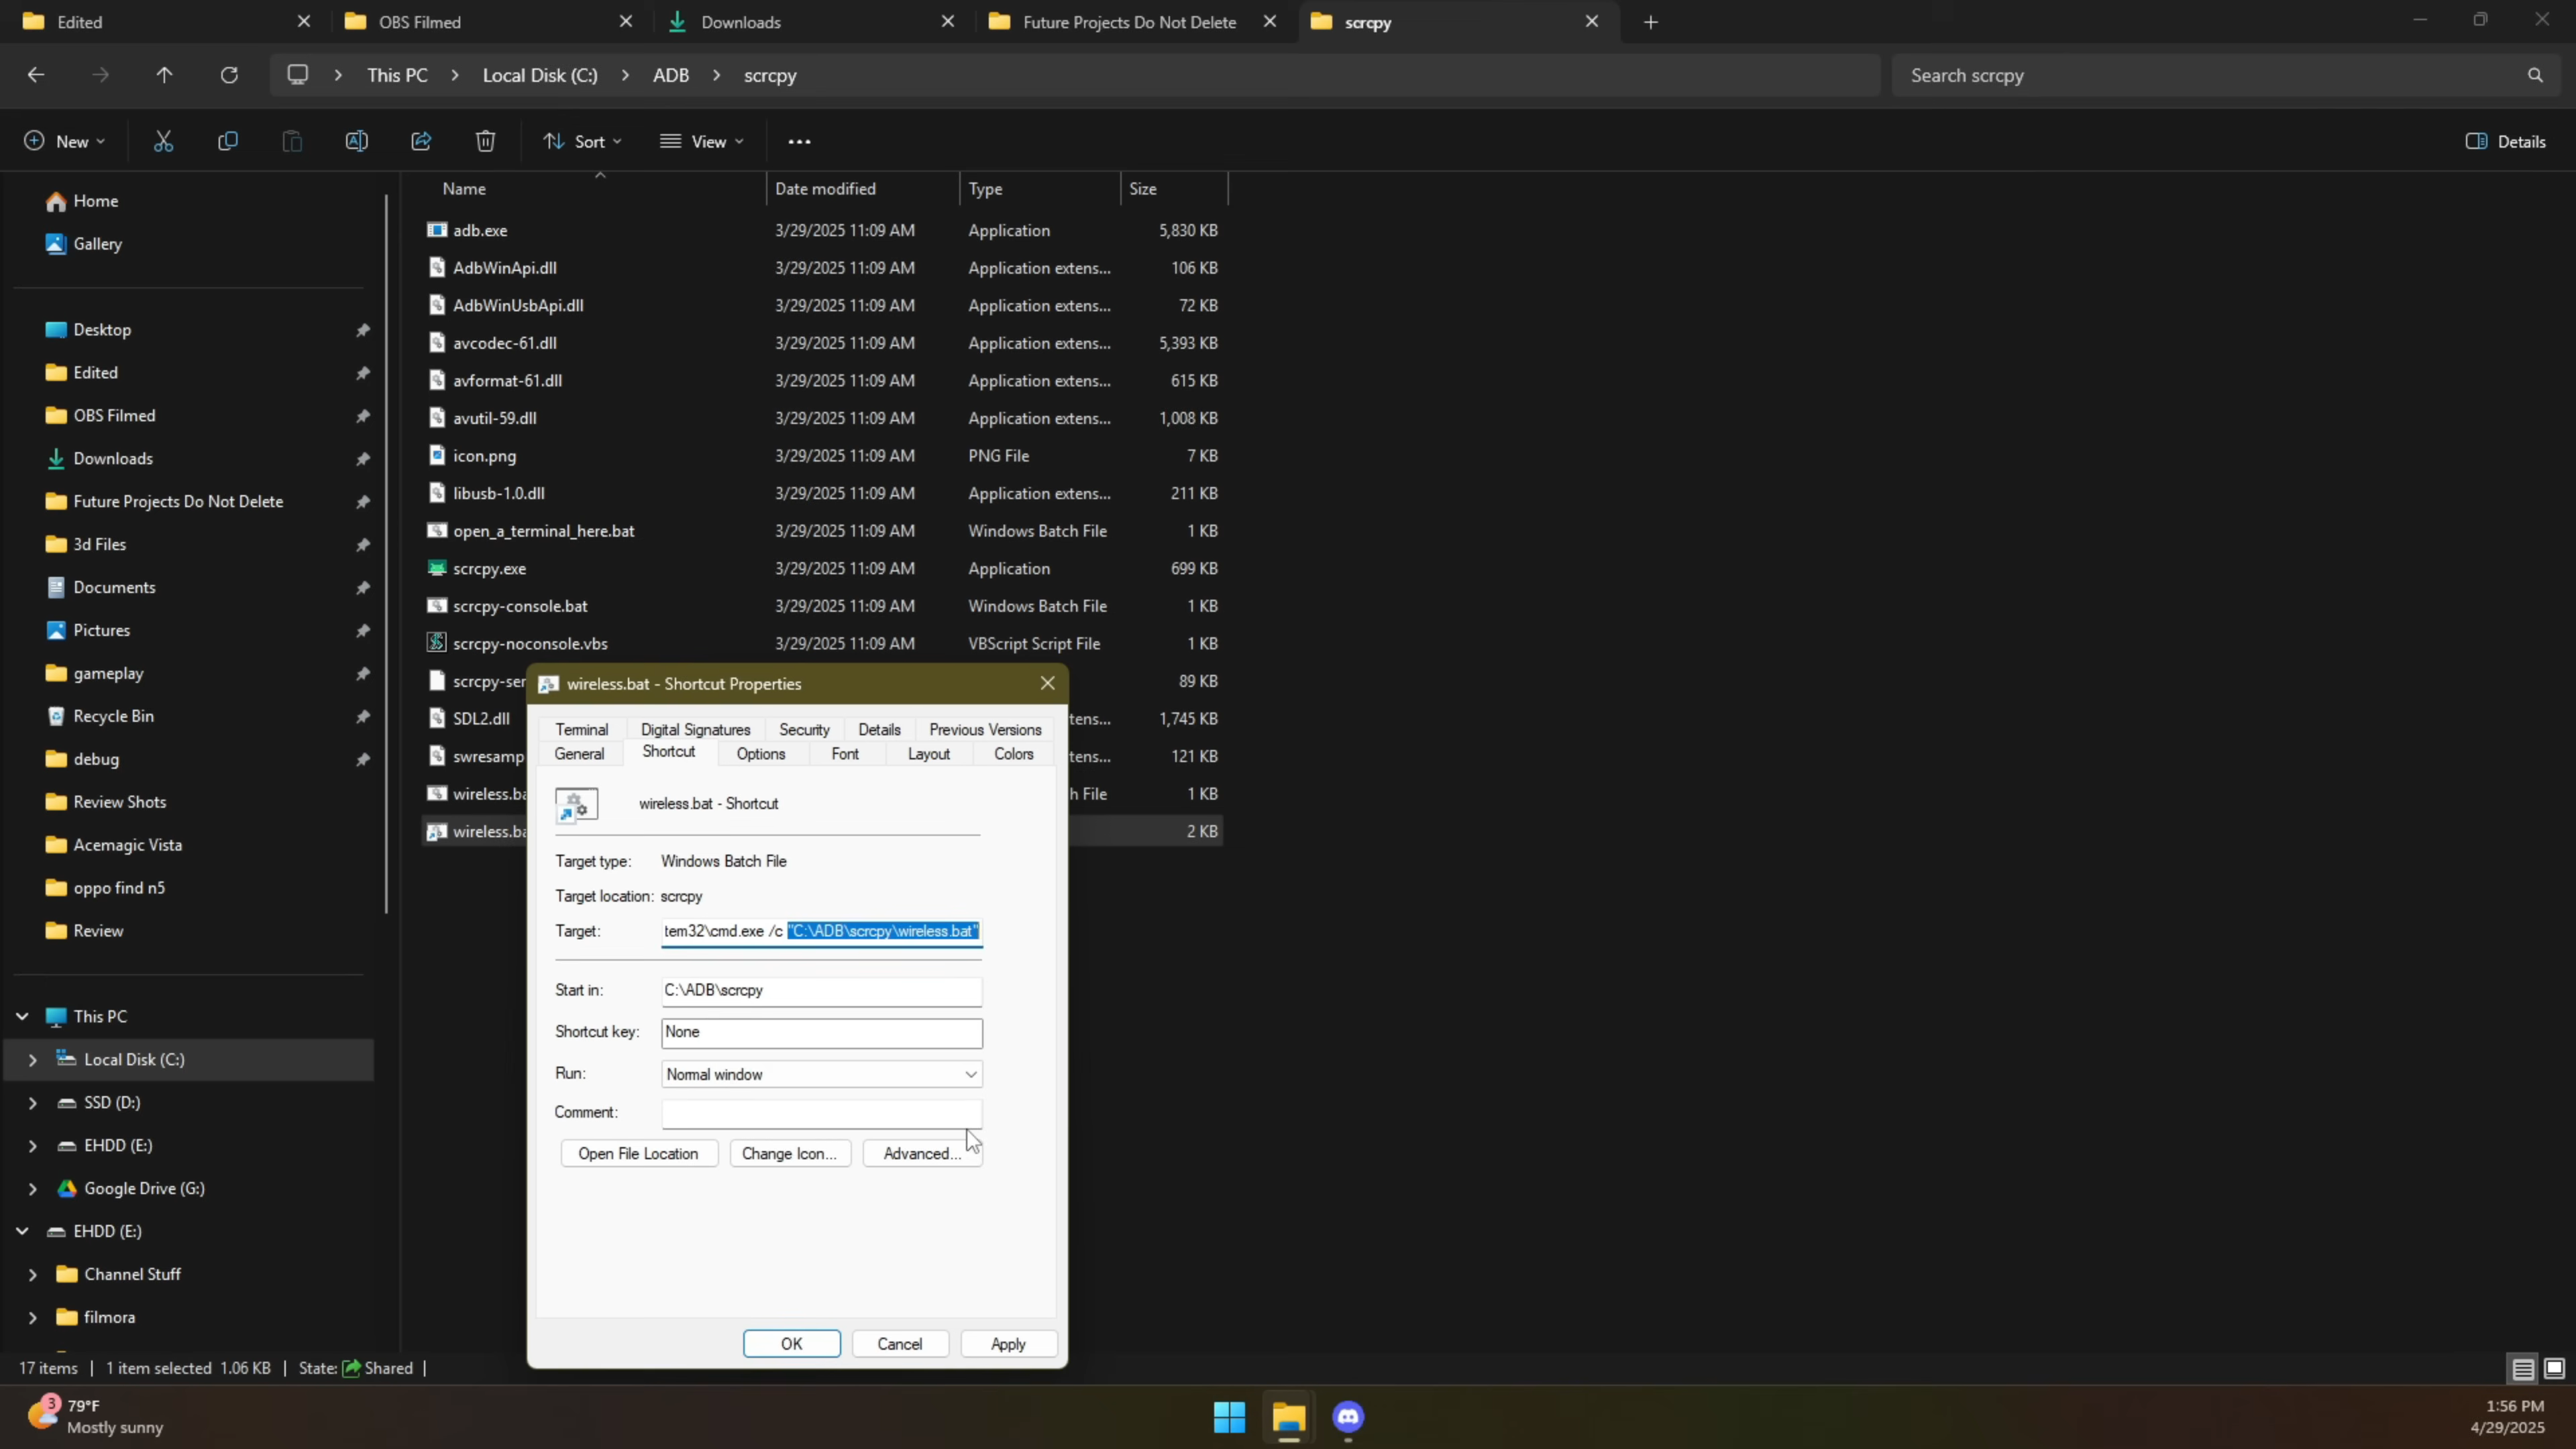 Edited
OBS Filmed
Downloads
Future Projects Do Not Delete
scrcpy
This PC > Local Disk (C:) > ADB > scrcpy
Search scrcpy
New
Sort
View
Details
Name
Date modified
Type
Size
Home
Gallery
Desktop
Edited
OBS Filmed
Downloads
Future Projects Do Not Delete
3d Files
Documents
Pictures
gameplay
Recycle Bin
debug
Review Shots
Acemagic Vista
oppo find n5
Review
This PC
Local Disk (C:)
SSD (D:)
EHDD (E:)
Google Drive (G:)
EHDD (E:)
Channel Stuff
filmora
adb.exe 3/29/2025 11:09 AM Application 5,830 KB
AdbWinApi.dll 3/29/2025 11:09 AM Application extens... 106 KB
AdbWinUsbApi.dll 3/29/2025 11:09 AM Application extens... 72 KB
avcodec-61.dll 3/29/2025 11:09 AM Application extens... 5,393 KB
avformat-61.dll 3/29/2025 11:09 AM Application extens... 615 KB
avutil-59.dll 3/29/2025 11:09 AM Application extens... 1,008 KB
icon.png 3/29/2025 11:09 AM PNG File 7 KB
libusb-1.0.dll 3/29/2025 11:09 AM Application extens... 211 KB
open_a_terminal_here.bat 3/29/2025 11:09 AM Windows Batch File 1 KB
scrcpy.exe 3/29/2025 11:09 AM Application 699 KB
scrcpy-console.bat 3/29/2025 11:09 AM Windows Batch File 1 KB
scrcpy-noconsole.vbs 3/29/2025 11:09 AM VBScript Script File 1 KB
scrcpy-ser 89 KB
SDL2.dll tens... 1,745 KB
swresamp tens... 121 KB
wireless.ba h File 1 KB
wireless.ba 2 KB
wireless.bat - Shortcut Properties
Terminal Digital Signatures Security Details Previous Versions
General Shortcut Options Font Layout Colors
wireless.bat - Shortcut
Target type: Windows Batch File
Target location: scrcpy
Target: tem32\cmd.exe /c "C:\ADB\scrcpy\wireless.bat"
Start in: C:\ADB\scrcpy
Shortcut key: None
Run: Normal window
Comment:
Open File Location Change Icon... Advanced...
OK Cancel Apply
17 items | 1 item selected 1.06 KB | State: Shared |
3
79°F
Mostly sunny
1:56 PM
4/29/2025